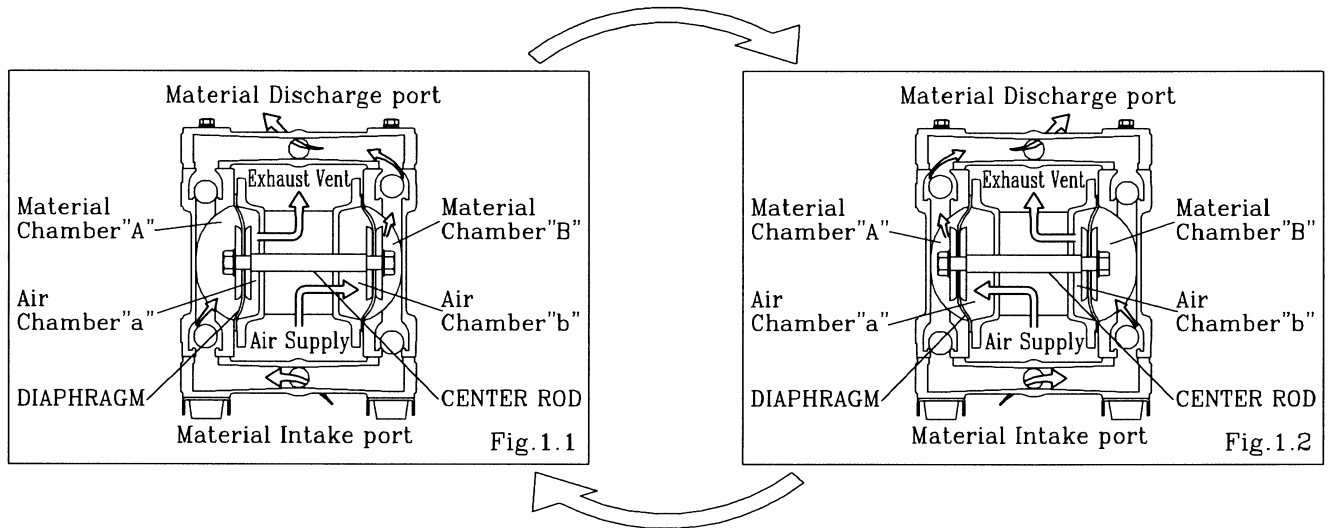 Material Discharge port
Exhaust Vent
Material
Chamber"A"
Material
Chamber"B"
Air
Chamber"a"
Air
Chamber"b"
Air Supply
DIAPHRAGM
CENTER ROD
Material Intake port
Fig.1.1
Material Discharge port
Exhaust Vent
Material
Chamber"A"
Material
Chamber"B"
Air
Chamber"a"
Air
Chamber"b"
Air Supply
DIAPHRAGM
CENTER ROD
Material Intake port
Fig.1.2